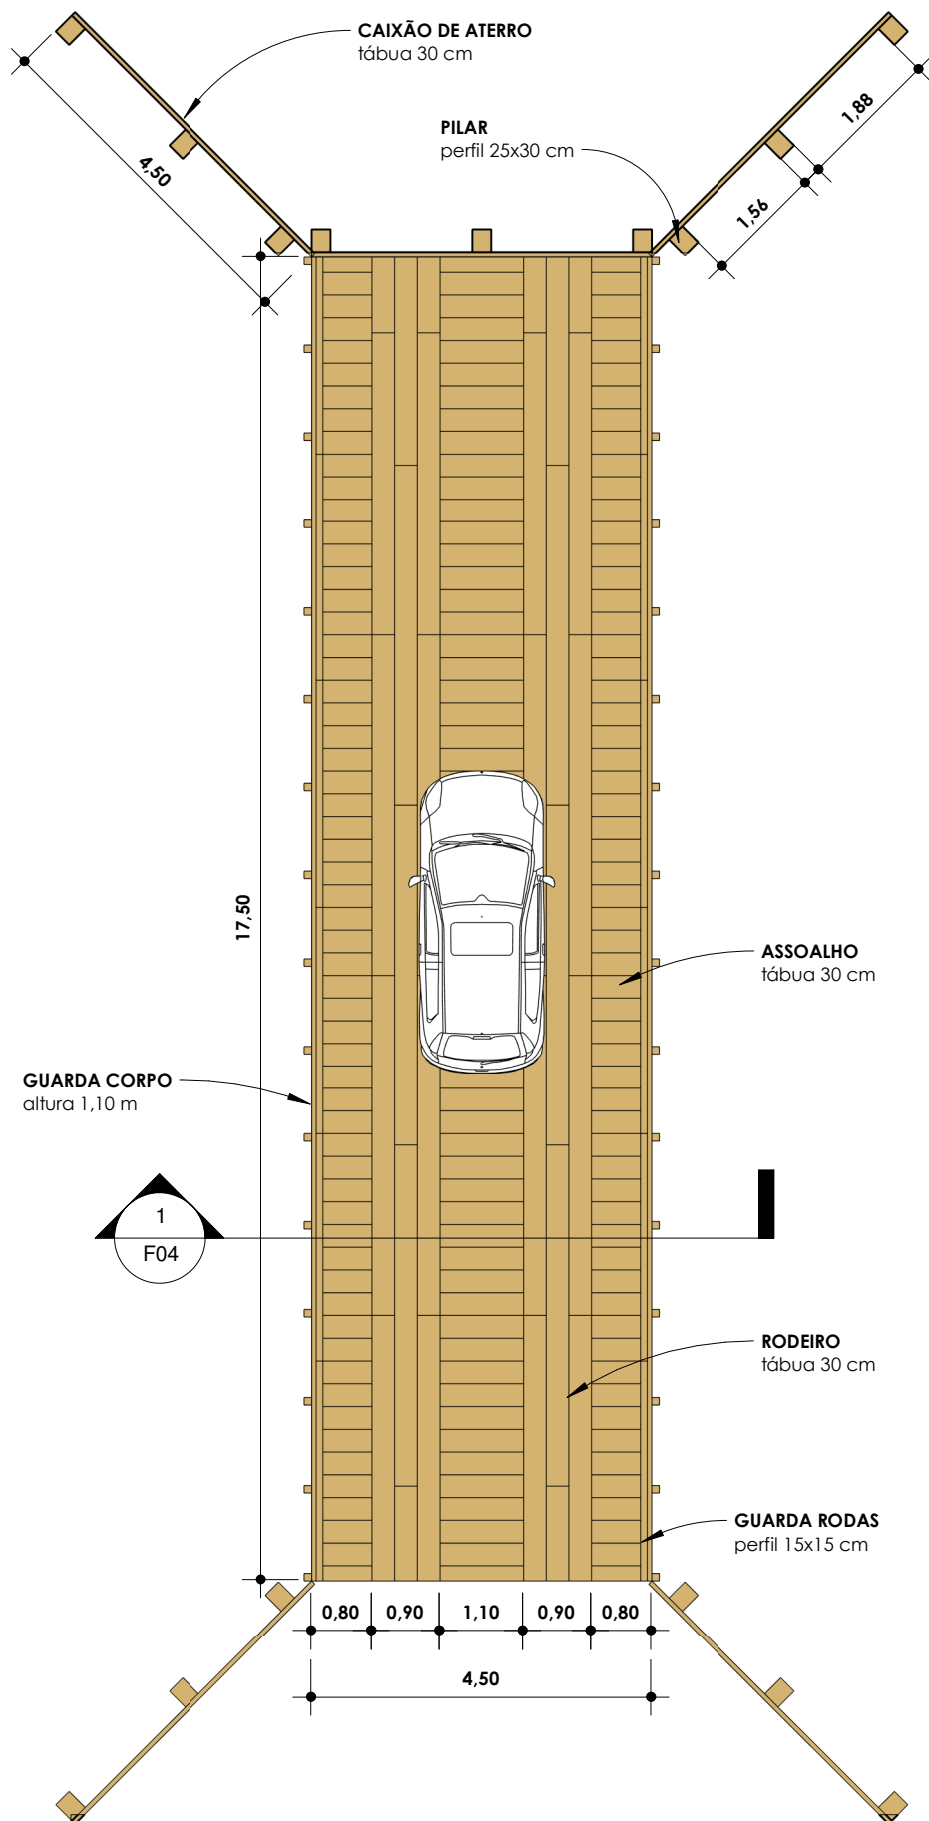 CAIXÃO DE ATERRO
tábua 30 cm
1,88
PILAR
perfil 25x30 cm
4,50
1,56
17,50
ASSOALHO
tábua 30 cm
GUARDA CORPO
altura 1,10 m
1
F04
RODEIRO
tábua 30 cm
GUARDA RODAS
perfil 15x15 cm
0,80 0,90 1,10 0,90 0,80
4,50